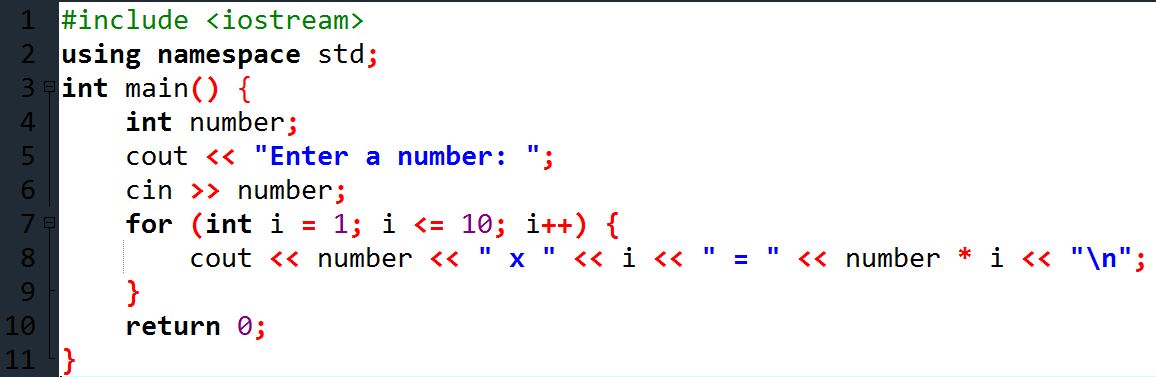 1 #include <iostream>
2 using namespace std;
3 int main() {
4     int number;
5     cout << "Enter a number: ";
6     cin >> number;
7     for (int i = 1; i <= 10; i++) {
8         cout << number << " x " << i << " = " << number * i << "\n";
9     }
10     return 0;
11 }